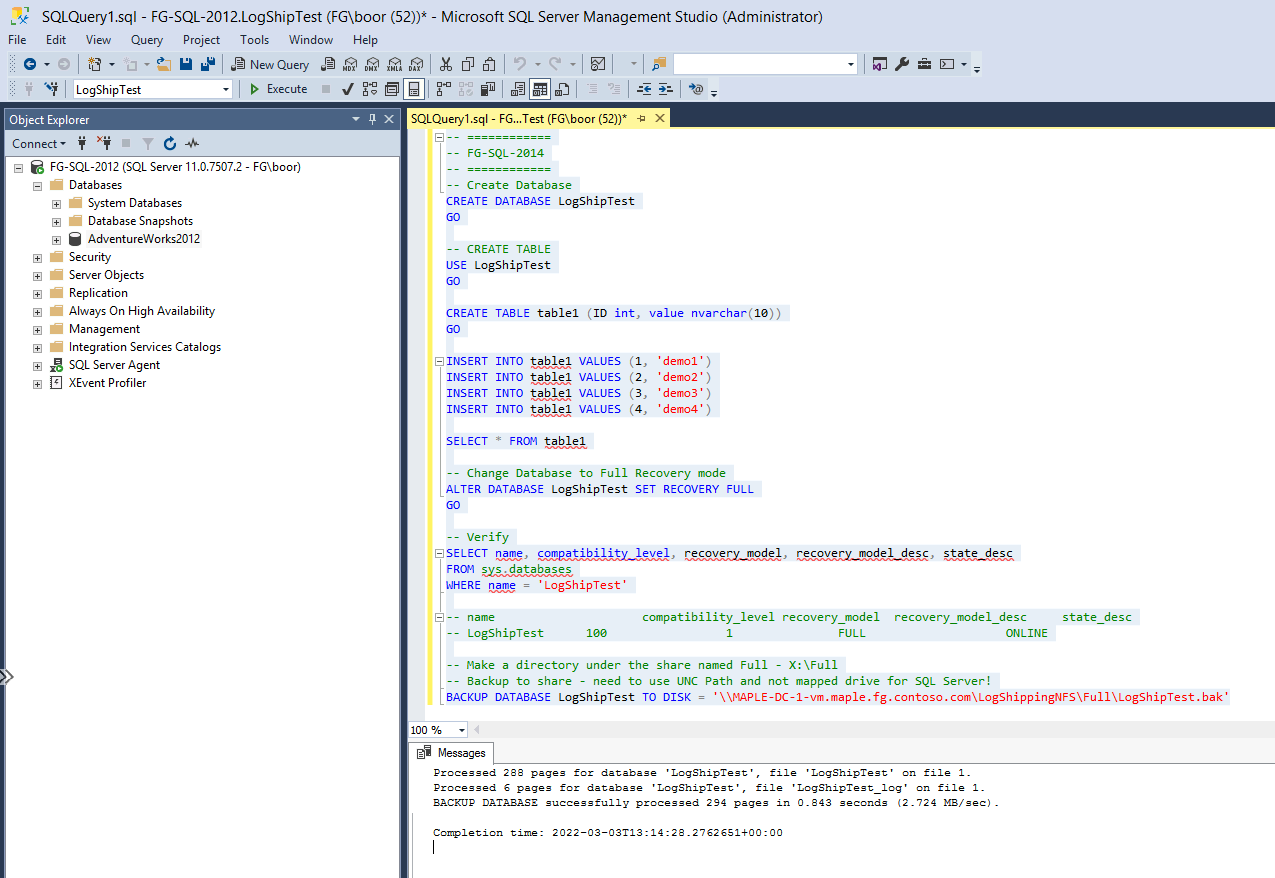 SQLQuery1.sql - FG-SQL-2012.LogShipTest (FG\boor (52))* - Microsoft SQL Server Management Studio (Administrator)
File Edit View Query Project Tools Window Help
New Query MDX DMX XMLA DAX
LogShipTest Execute
Object Explorer
Connect
FG-SQL-2012 (SQL Server 11.0.7507.2 - FG\boor)
Databases
System Databases
Database Snapshots
AdventureWorks2012
Security
Server Objects
Replication
Always On High Availability
Management
Integration Services Catalogs
SQL Server Agent
XEvent Profiler
SQLQuery1.sql - FG...Test (FG\boor (52))*
-- ============
-- FG-SQL-2014
-- ============
-- Create Database
CREATE DATABASE LogShipTest
GO
-- CREATE TABLE
USE LogShipTest
GO
CREATE TABLE table1 (ID int, value nvarchar(10))
GO
INSERT INTO table1 VALUES (1, 'demo1')
INSERT INTO table1 VALUES (2, 'demo2')
INSERT INTO table1 VALUES (3, 'demo3')
INSERT INTO table1 VALUES (4, 'demo4')
SELECT * FROM table1
-- Change Database to Full Recovery mode
ALTER DATABASE LogShipTest SET RECOVERY FULL
GO
-- Verify
SELECT name, compatibility_level, recovery_model, recovery_model_desc, state_desc
FROM sys.databases
WHERE name = 'LogShipTest'
-- name compatibility_level recovery_model recovery_model_desc state_desc
-- LogShipTest 100 1 FULL ONLINE
-- Make a directory under the share named Full - X:\Full
-- Backup to share - need to use UNC Path and not mapped drive for SQL Server!
BACKUP DATABASE LogShipTest TO DISK = '\\MAPLE-DC-1-vm.maple.fg.contoso.com\LogShippingNFS\Full\LogShipTest.bak'
100 %
Messages
Processed 288 pages for database 'LogShipTest', file 'LogShipTest' on file 1.
Processed 6 pages for database 'LogShipTest', file 'LogShipTest_log' on file 1.
BACKUP DATABASE successfully processed 294 pages in 0.843 seconds (2.724 MB/sec).
Completion time: 2022-03-03T13:14:28.2762651+00:00